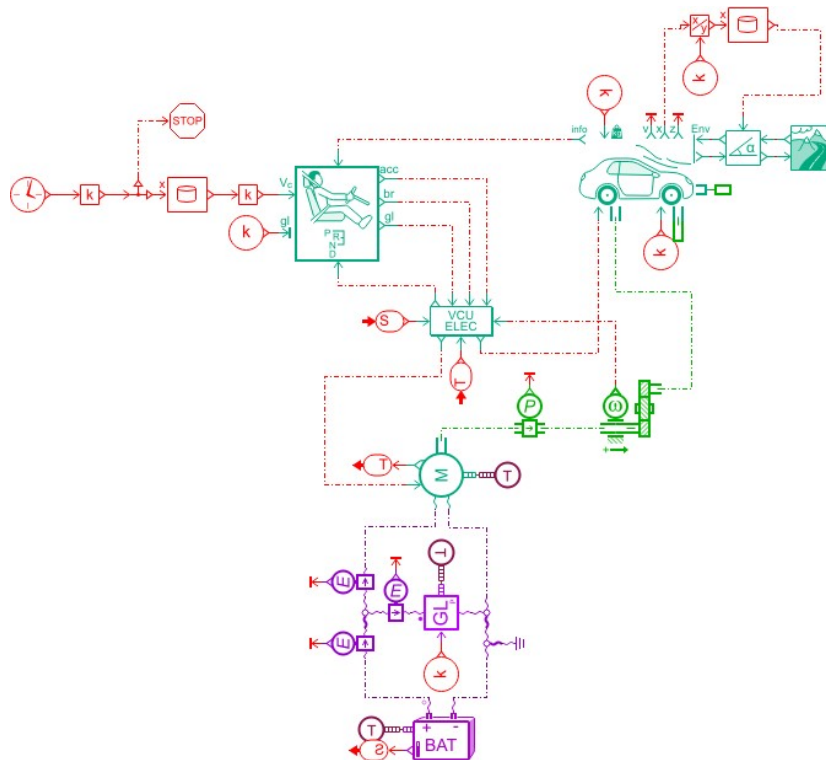 x
y
x
k
k
STOP
info
v
x
z
Env
α
k
x
k
Vc
acc
br
gl
gl
k
P
R
N
D
k
S
VCU
ELEC
T
P
ω
+
T
M
T
T
E
E
GL
P
E
k
T
+
-
S
BAT